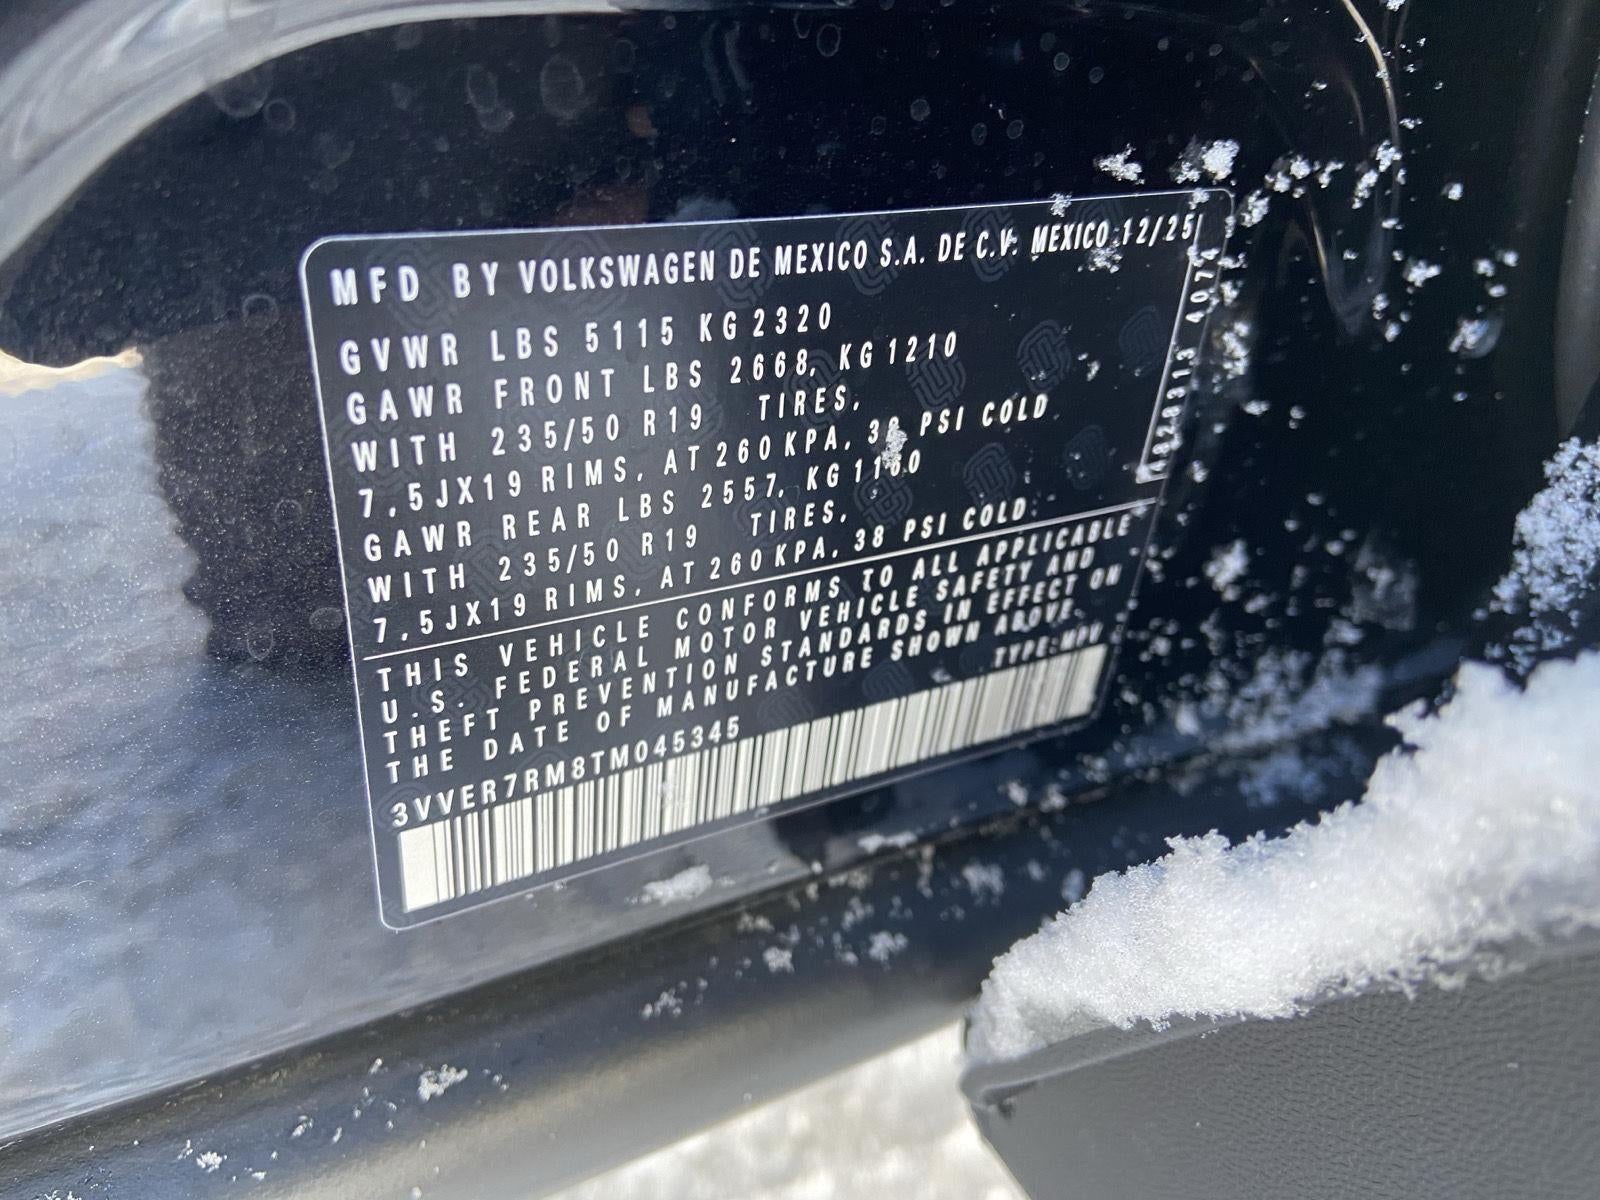 MFD BY VOLKSWAGEN DE MEXICO S.A. DE C.V. MEXICO 12/25
GVWR LBS 5115 KG 2320
GAWR FRONT LBS 2668, KG 1210
WITH 235/50 R19 TIRES,
7,5JX19 RIMS, AT 260 KPA, 38 PSI COLD
GAWR REAR LBS 2557, KG 1160
WITH 235/50 R19 TIRES,
7,5JX19 RIMS, AT 260 KPA, 38 PSI COLD.
THIS VEHICLE CONFORMS TO ALL APPLICABLE
U.S. FEDERAL MOTOR VEHICLE SAFETY AND
THEFT PREVENTION STANDARDS IN EFFECT ON
THE DATE OF MANUFACTURE SHOWN ABOVE.
TYPE: MPV
3VVER7RM8TM045345